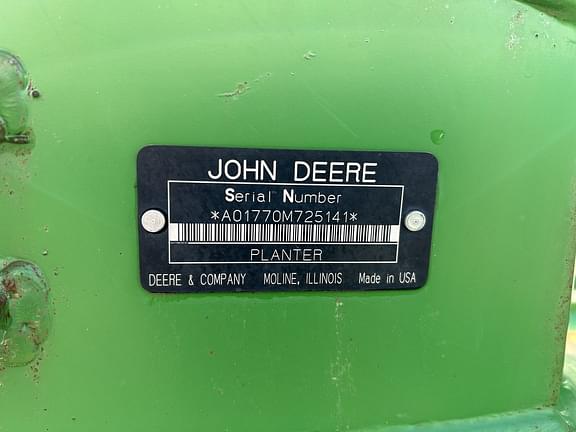 JOHN DEERE
Serial Number
*A01770M725141*
PLANTER
DEERE & COMPANY MOLINE, ILLINOIS Made in USA